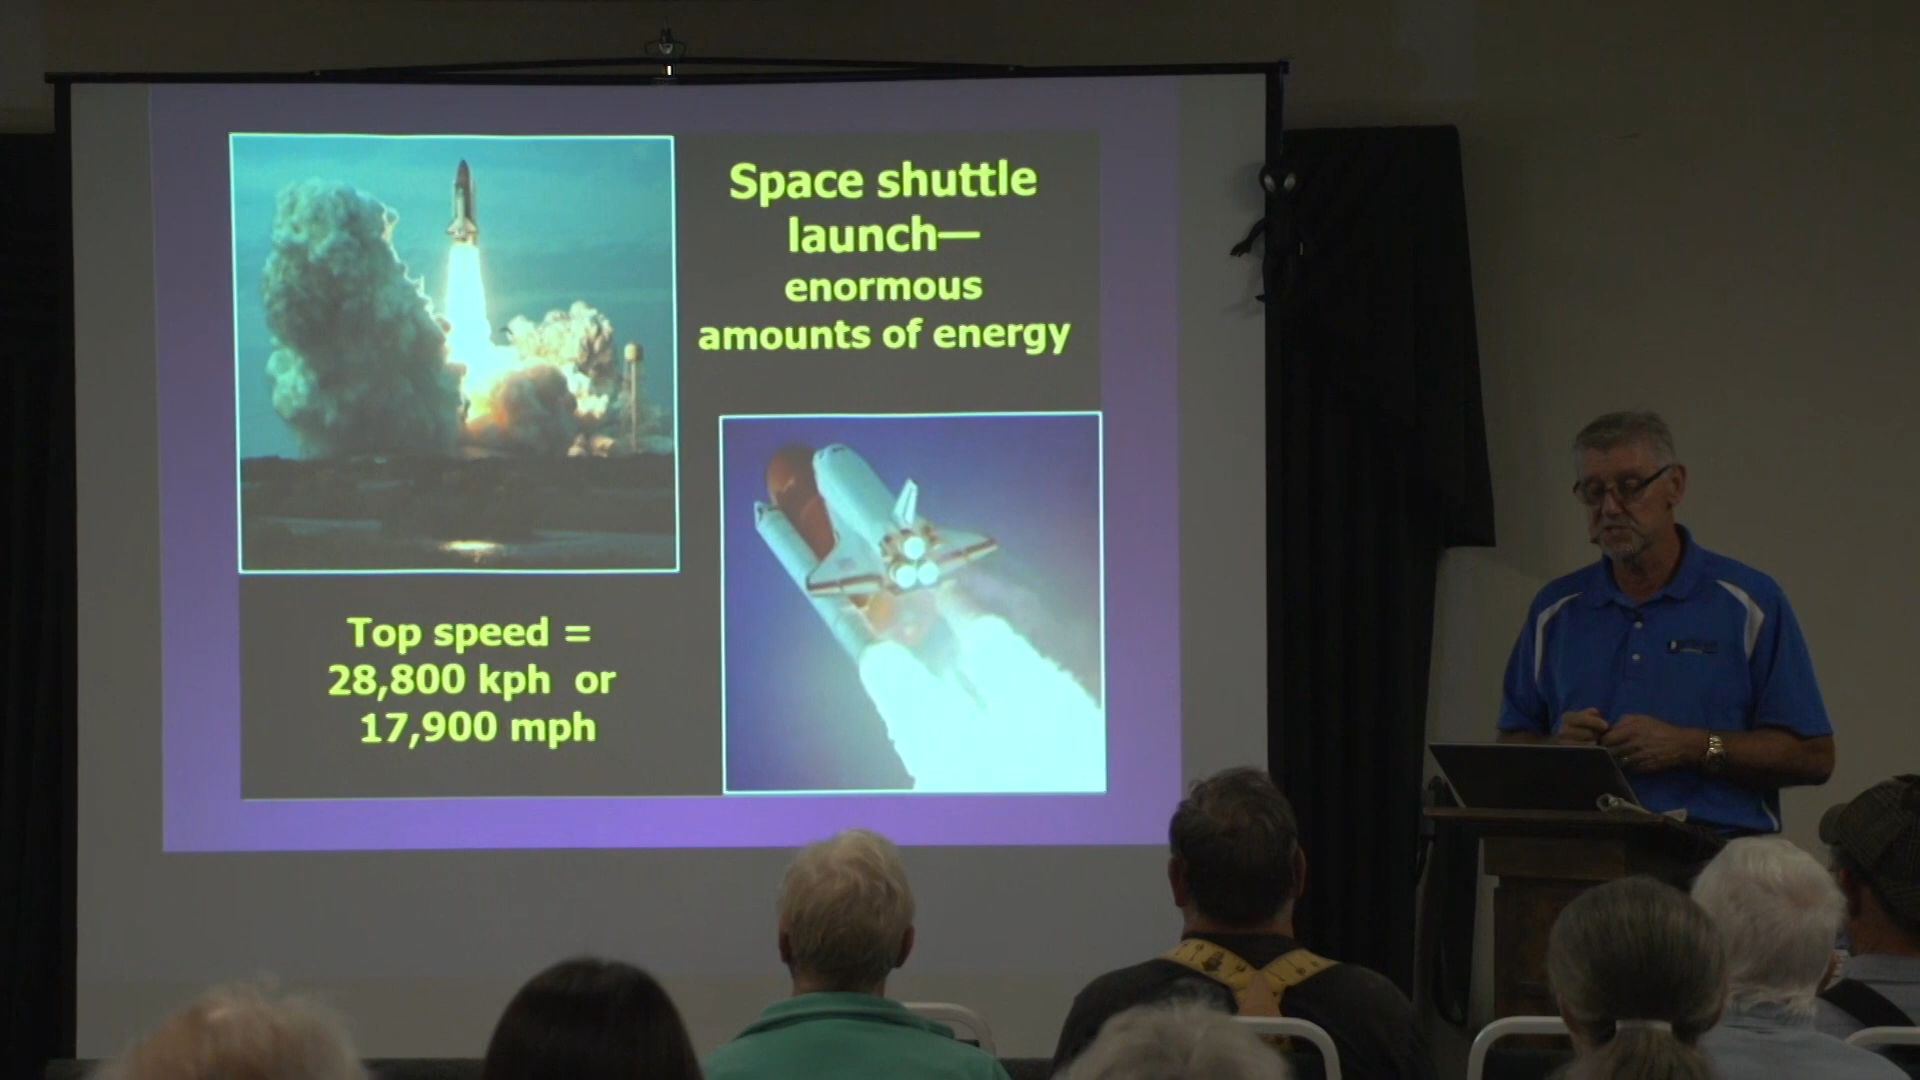 Space shuttle
launch—
enormous
amounts of energy
Top speed =
28,800 kph or
17,900 mph